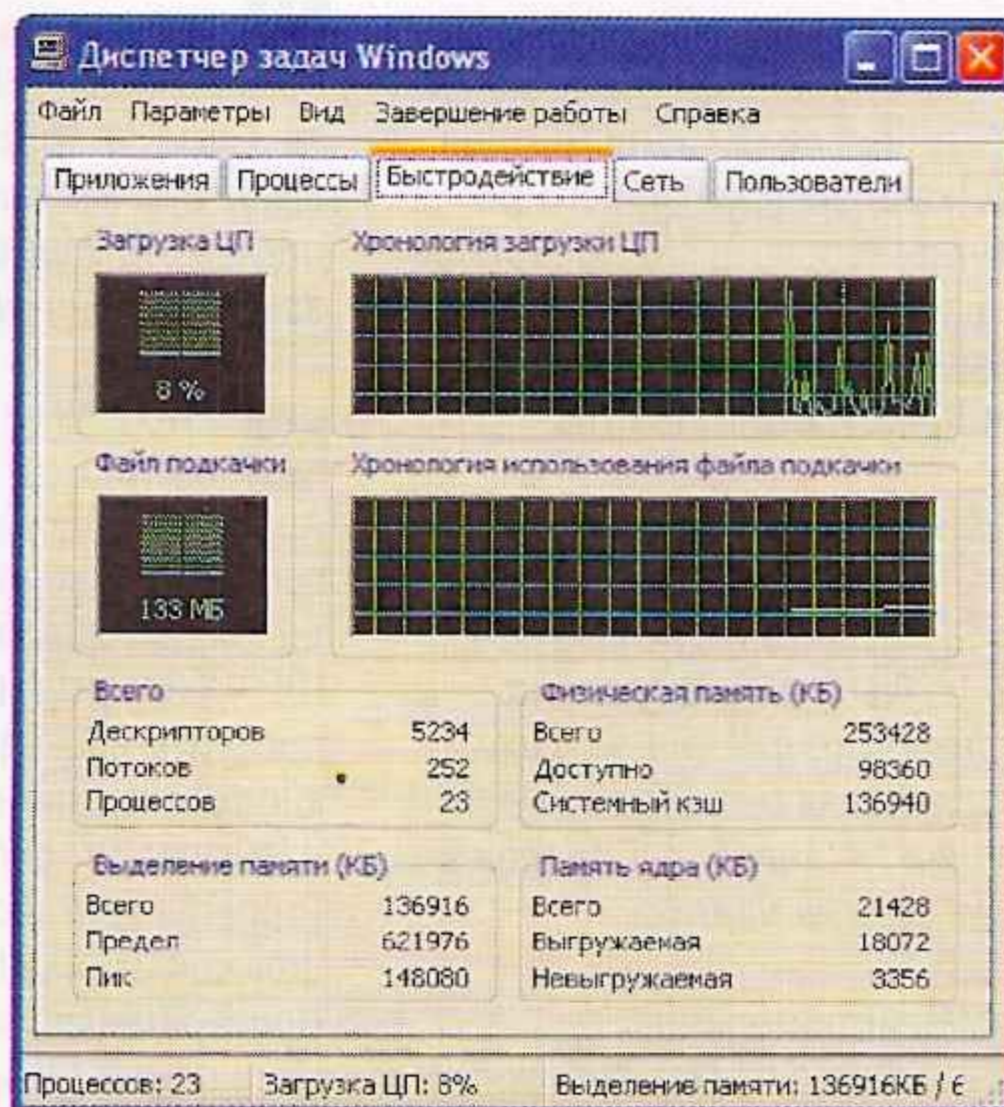 Диспетчер задач Windows
Файл Параметры Вид Завершение работы Справка
Приложения Процессы Быстродействие Сеть Пользователи
Загрузка ЦП
Хронология загрузки ЦП
8 %
Файл подкачки
Хронология использования файла подкачки
133 МБ
Всего
Дескрипторов 5234
Потоков 252
Процессов 23
Физическая память (КБ)
Всего 253428
Доступно 98360
Системный кэш 136940
Выделение памяти (КБ)
Всего 136916
Предел 621976
Пик 148080
Память ядра (КБ)
Всего 21428
Выгружаемая 18072
Невыгружаемая 3356
Процессов: 23 Загрузка ЦП: 8% Выделение памяти: 136916КБ / 6